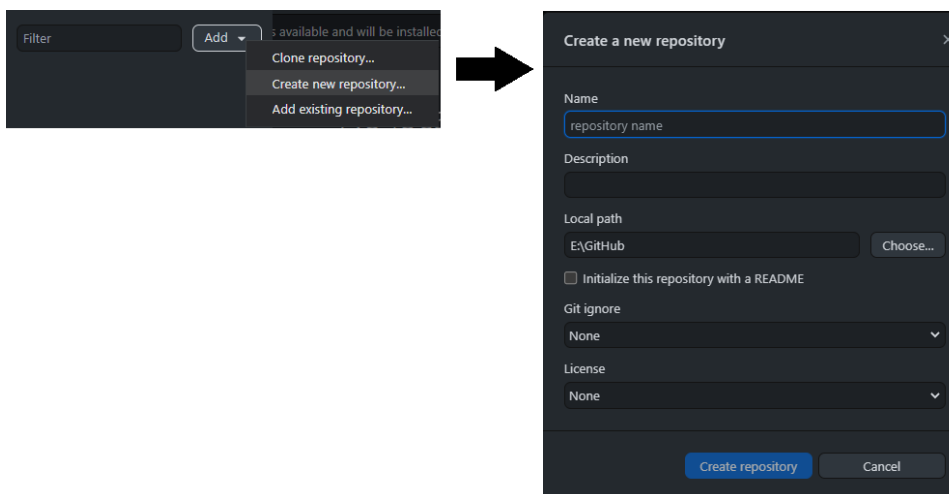 Filter
Add
s available and will be installed
Clone repository...
Create new repository...
Add existing repository...
Create a new repository
Name
repository name
Description
Local path
E:\GitHub
Choose...
Initialize this repository with a README
Git ignore
None
License
None
Create repository
Cancel